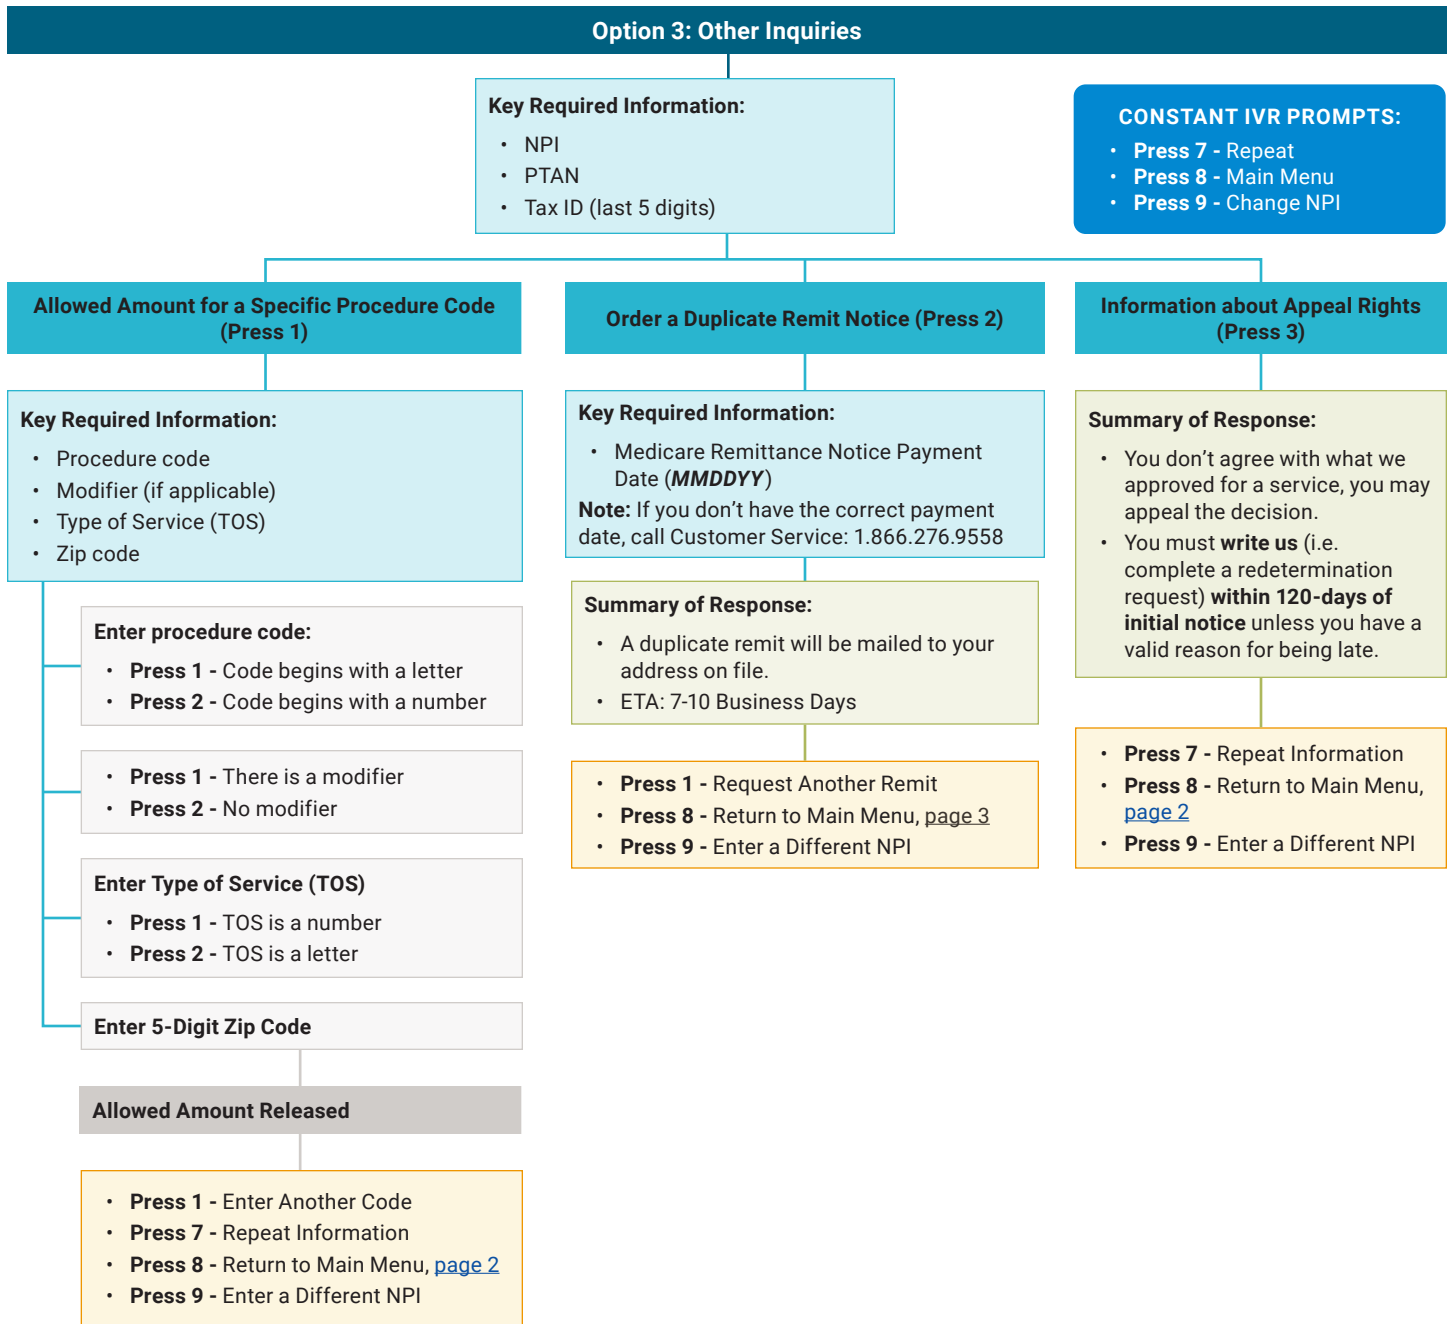 Option 3: Other Inquiries
Key Required Information:
• NPI
• PTAN
• Tax ID (last 5 digits)
CONSTANT IVR PROMPTS:
• Press 7 - Repeat
• Press 8 - Main Menu
• Press 9 - Change NPI
Allowed Amount for a Specific Procedure Code
(Press 1)
Key Required Information:
• Procedure code
• Modifier (if applicable)
• Type of Service (TOS)
• Zip code
Enter procedure code:
• Press 1 - Code begins with a letter
• Press 2 - Code begins with a number
• Press 1 - There is a modifier
• Press 2 - No modifier
Enter Type of Service (TOS)
• Press 1 - TOS is a number
• Press 2 - TOS is a letter
Enter 5-Digit Zip Code
Allowed Amount Released
• Press 1 - Enter Another Code
• Press 7 - Repeat Information
• Press 8 - Return to Main Menu, page 2
• Press 9 - Enter a Different NPI
Order a Duplicate Remit Notice (Press 2)
Key Required Information:
• Medicare Remittance Notice Payment
Date (MMDDYY)
Note: If you don’t have the correct payment
date, call Customer Service: 1.866.276.9558
Summary of Response:
• A duplicate remit will be mailed to your
address on file.
• ETA: 7-10 Business Days
• Press 1 - Request Another Remit
• Press 8 - Return to Main Menu, page 3
• Press 9 - Enter a Different NPI
Information about Appeal Rights
(Press 3)
Summary of Response:
• You don’t agree with what we
approved for a service, you may
appeal the decision.
• You must write us (i.e.
complete a redetermination
request) within 120-days of
initial notice unless you have a
valid reason for being late.
• Press 7 - Repeat Information
• Press 8 - Return to Main Menu,
page 2
• Press 9 - Enter a Different NPI